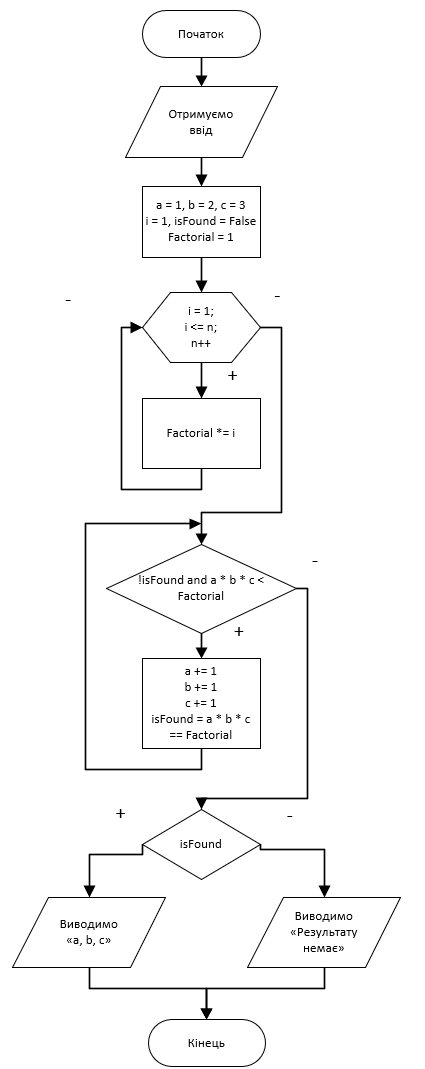 Початок
Отримуємо
ввід
a = 1, b = 2, c = 3
i = 1, isFound = False
Factorial = 1
–
–
i = 1;
i <= n;
n++
+
Factorial *= i
–
!isFound and a * b * c <
Factorial
+
a += 1
b += 1
c += 1
isFound = a * b * c
== Factorial
+
–
isFound
Виводимо
«a, b, c»
Виводимо
«Результату
немає»
Кінець